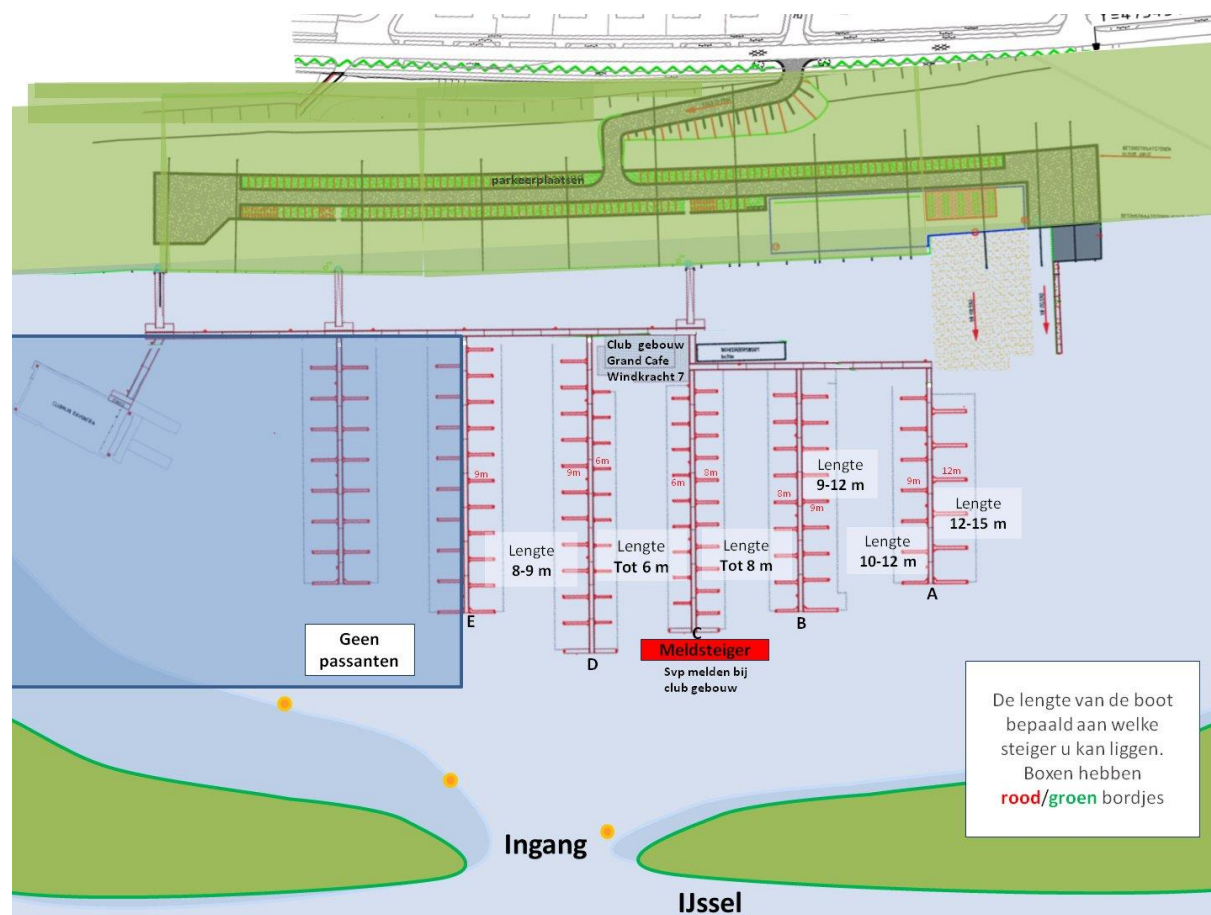 parkeerplaatsen
Club gebouw
Grand Cafe
Windkracht 7
9m
9m
6m
6m
8m
8m
9m
9m
12m
Lengte
8-9 m
Lengte
Tot 6 m
Lengte
Tot 8 m
Lengte
9-12 m
Lengte
10-12 m
Lengte
12-15 m
E
D
C
B
A
Meldsteiger
Svp melden bij
club gebouw
Geen
passanten
De lengte van de boot
bepaald aan welke
steiger u kan liggen.
Boxen hebben
rood/groen bordjes
Ingang
IJssel